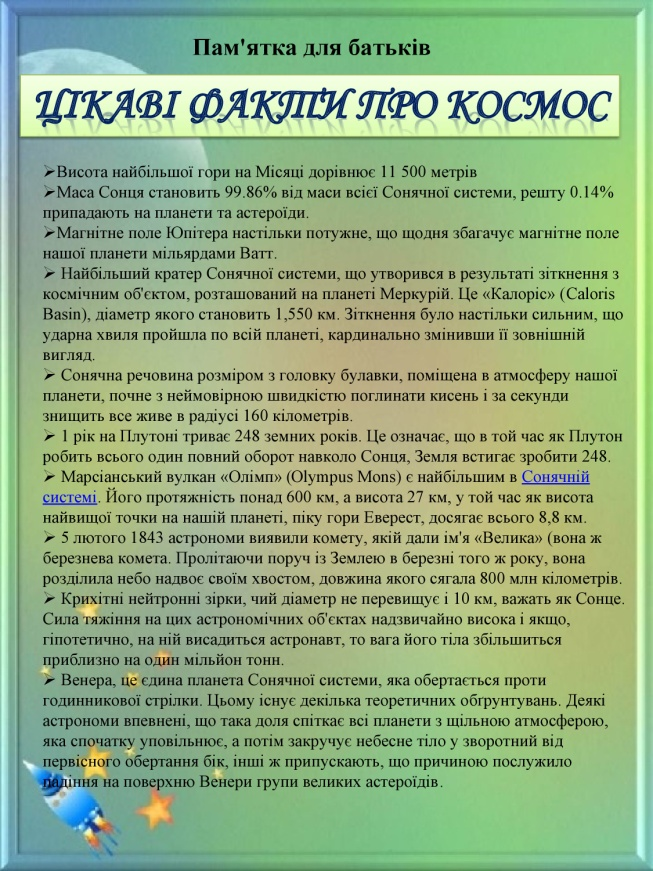 Пам'ятка для батьків
ЦІКАВІ ФАКТИ ПРО КОСМОС
➢Висота найбільшої гори на Місяці дорівнює 11 500 метрів
➢Маса Сонця становить 99.86% від маси всієї Сонячної системи, решту 0.14%
припадають на планети та астероїди.
➢Магнітне поле Юпітера настільки потужне, що щодня збагачує магнітне поле
нашої планети мільярдами Ватт.
➢ Найбільший кратер Сонячної системи, що утворився в результаті зіткнення з
космічним об'єктом, розташований на планеті Меркурій. Це «Калоріс» (Caloris
Basin), діаметр якого становить 1,550 км. Зіткнення було настільки сильним, що
ударна хвиля пройшла по всій планеті, кардинально змінивши її зовнішній
вигляд.
➢ Сонячна речовина розміром з головку булавки, поміщена в атмосферу нашої
планети, почне з неймовірною швидкістю поглинати кисень і за секунди
знищить все живе в радіусі 160 кілометрів.
➢ 1 рік на Плутоні триває 248 земних років. Це означає, що в той час як Плутон
робить всього один повний оборот навколо Сонця, Земля встигає зробити 248.
➢ Марсіанський вулкан «Олімп» (Olympus Mons) є найбільшим в Сонячній
системі. Його протяжність понад 600 км, а висота 27 км, у той час як висота
найвищої точки на нашій планеті, піку гори Еверест, досягає всього 8,8 км.
➢ 5 лютого 1843 астрономи виявили комету, якій дали ім'я «Велика» (вона ж
березнева комета. Пролітаючи поруч із Землею в березні того ж року, вона
розділила небо надвоє своїм хвостом, довжина якого сягала 800 млн кілометрів.
➢ Крихітні нейтронні зірки, чий діаметр не перевищує і 10 км, важать як Сонце.
Сила тяжіння на цих астрономічних об'єктах надзвичайно висока і якщо,
гіпотетично, на ній висадиться астронавт, то вага його тіла збільшиться
приблизно на один мільйон тонн.
➢ Венера, це єдина планета Сонячної системи, яка обертається проти
годинникової стрілки. Цьому існує декілька теоретичних обґрунтувань. Деякі
астрономи впевнені, що така доля спіткає всі планети з щільною атмосферою,
яка спочатку уповільнює, а потім закручує небесне тіло у зворотний від
первісного обертання бік, інші ж припускають, що причиною послужило
падіння на поверхню Венери групи великих астероїдів.